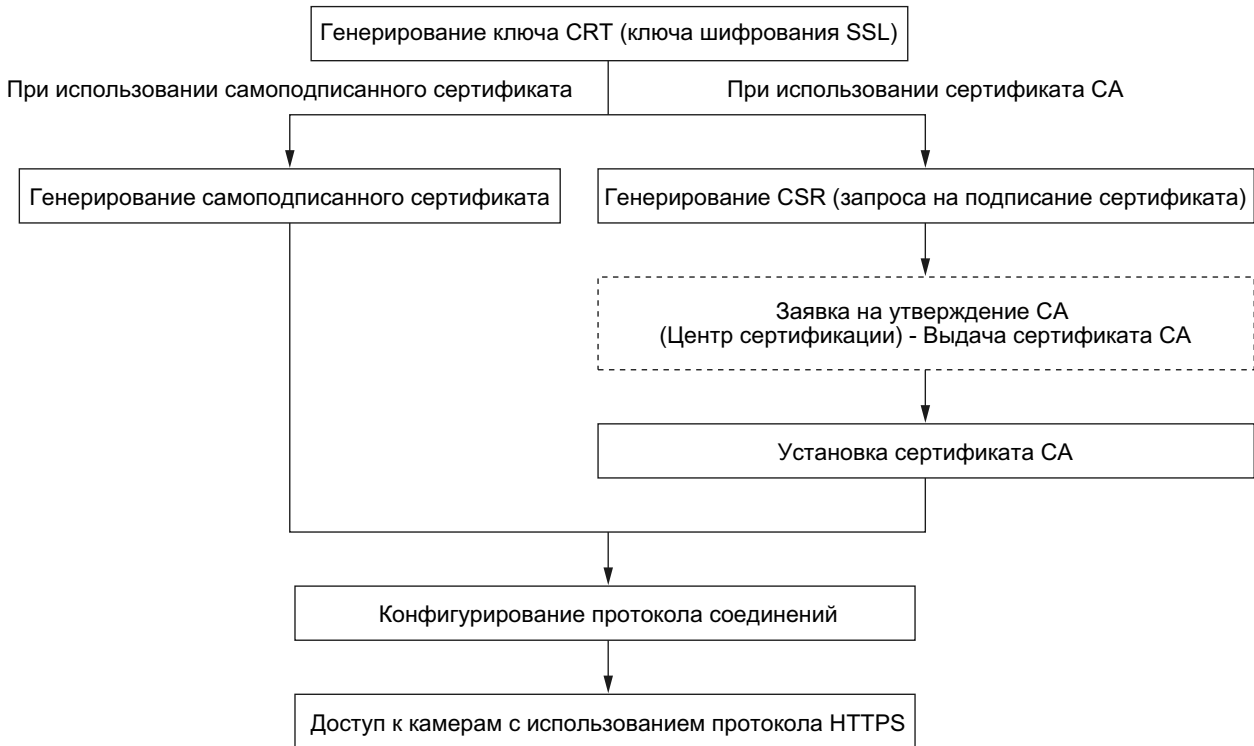 Генерирование ключа CRT (ключа шифрования SSL)
При использовании самоподписанного сертификата
При использовании сертификата CA
Генерирование самоподписанного сертификата
Генерирование CSR (запроса на подписание сертификата)
Заявка на утверждение CA
(Центр сертификации) - Выдача сертификата CA
Установка сертификата CA
Конфигурирование протокола соединений
Доступ к камерам с использованием протокола HTTPS